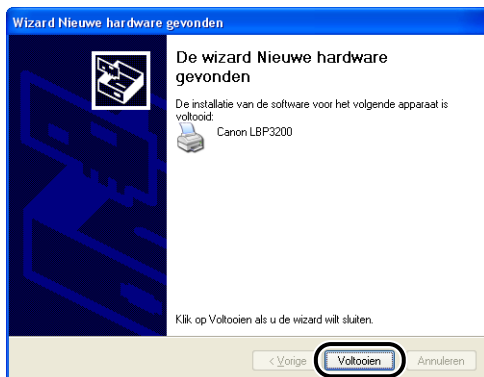 Wizard Nieuwe hardware gevonden
De wizard Nieuwe hardware
gevonden
De installatie van de software voor het volgende apparaat is
voltooid:
Canon LBP3200
Klik op Voltooien als u de wizard wilt sluiten.
< Vorige
Voltooien
Annuleren